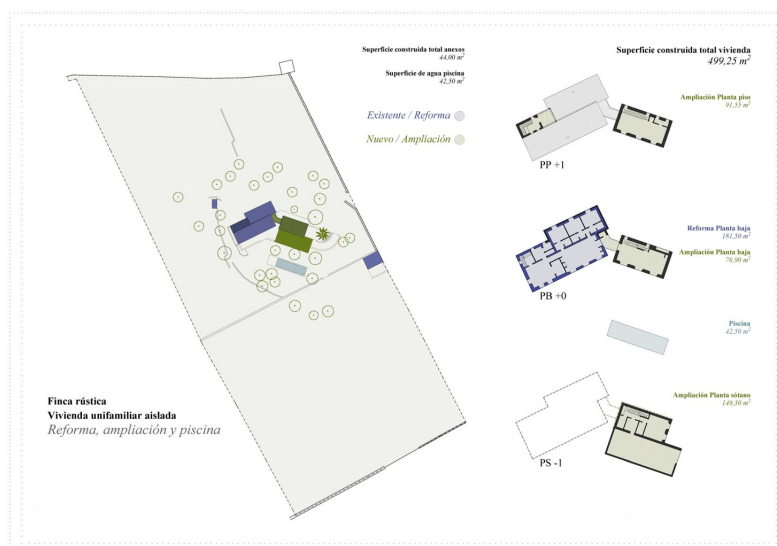 Superficie construida total anexos
44,00 m²
Superficie de agua piscina
42,50 m²
Existente / Reforma
Nuevo / Ampliación
Finca rústica
Vivienda unifamiliar aislada
Reforma, ampliación y piscina
Superficie construida total vivienda
499,25 m²
Ampliación Planta piso
91,55 m²
PP +1
Reforma Planta baja
181,50 m²
Ampliación Planta baja
76,90 m²
PB +0
Piscina
42,50 m²
Ampliación Planta sótano
149,30 m²
PS -1